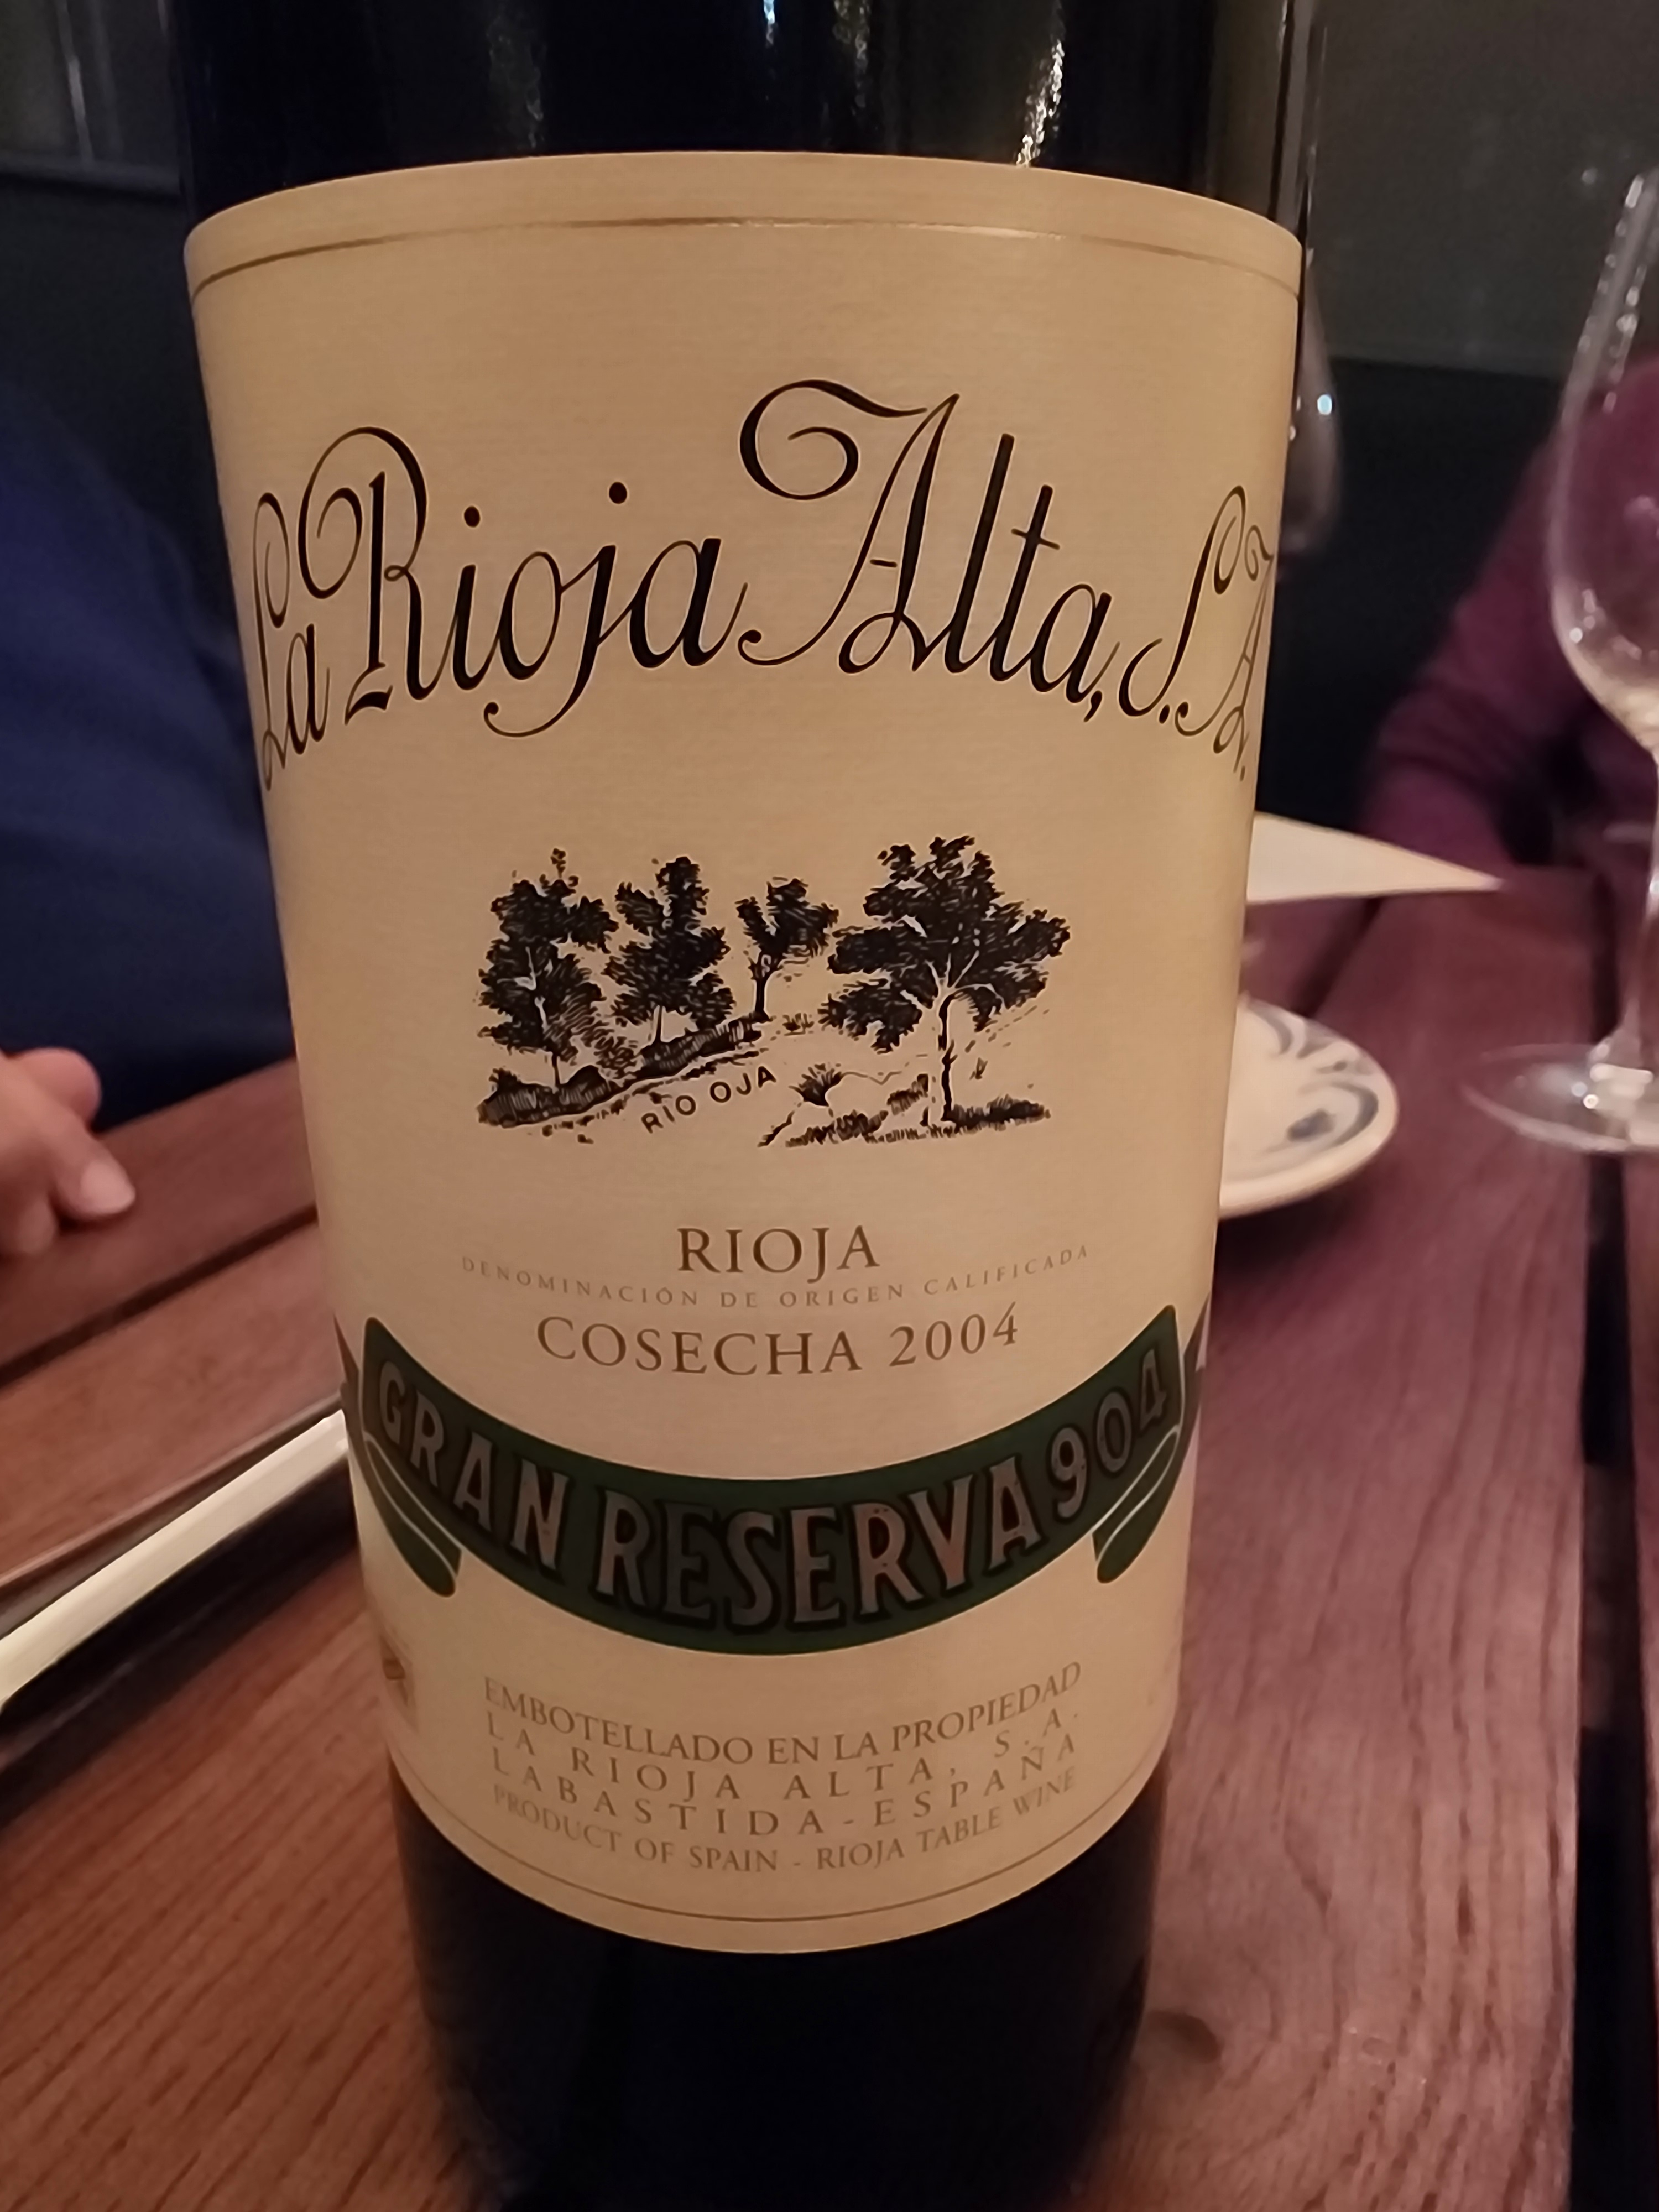 La Rioja Alta, S.A.
RIO OJA
RIOJA
DENOMINACIÓN DE ORIGEN CALIFICADA
COSECHA 2004
GRAN RESERVA 904
EMBOTELLADO EN LA PROPIEDAD
LA RIOJA ALTA, S.A.
LABASTIDA-ESPAÑA
PRODUCT OF SPAIN - RIOJA TABLE WINE